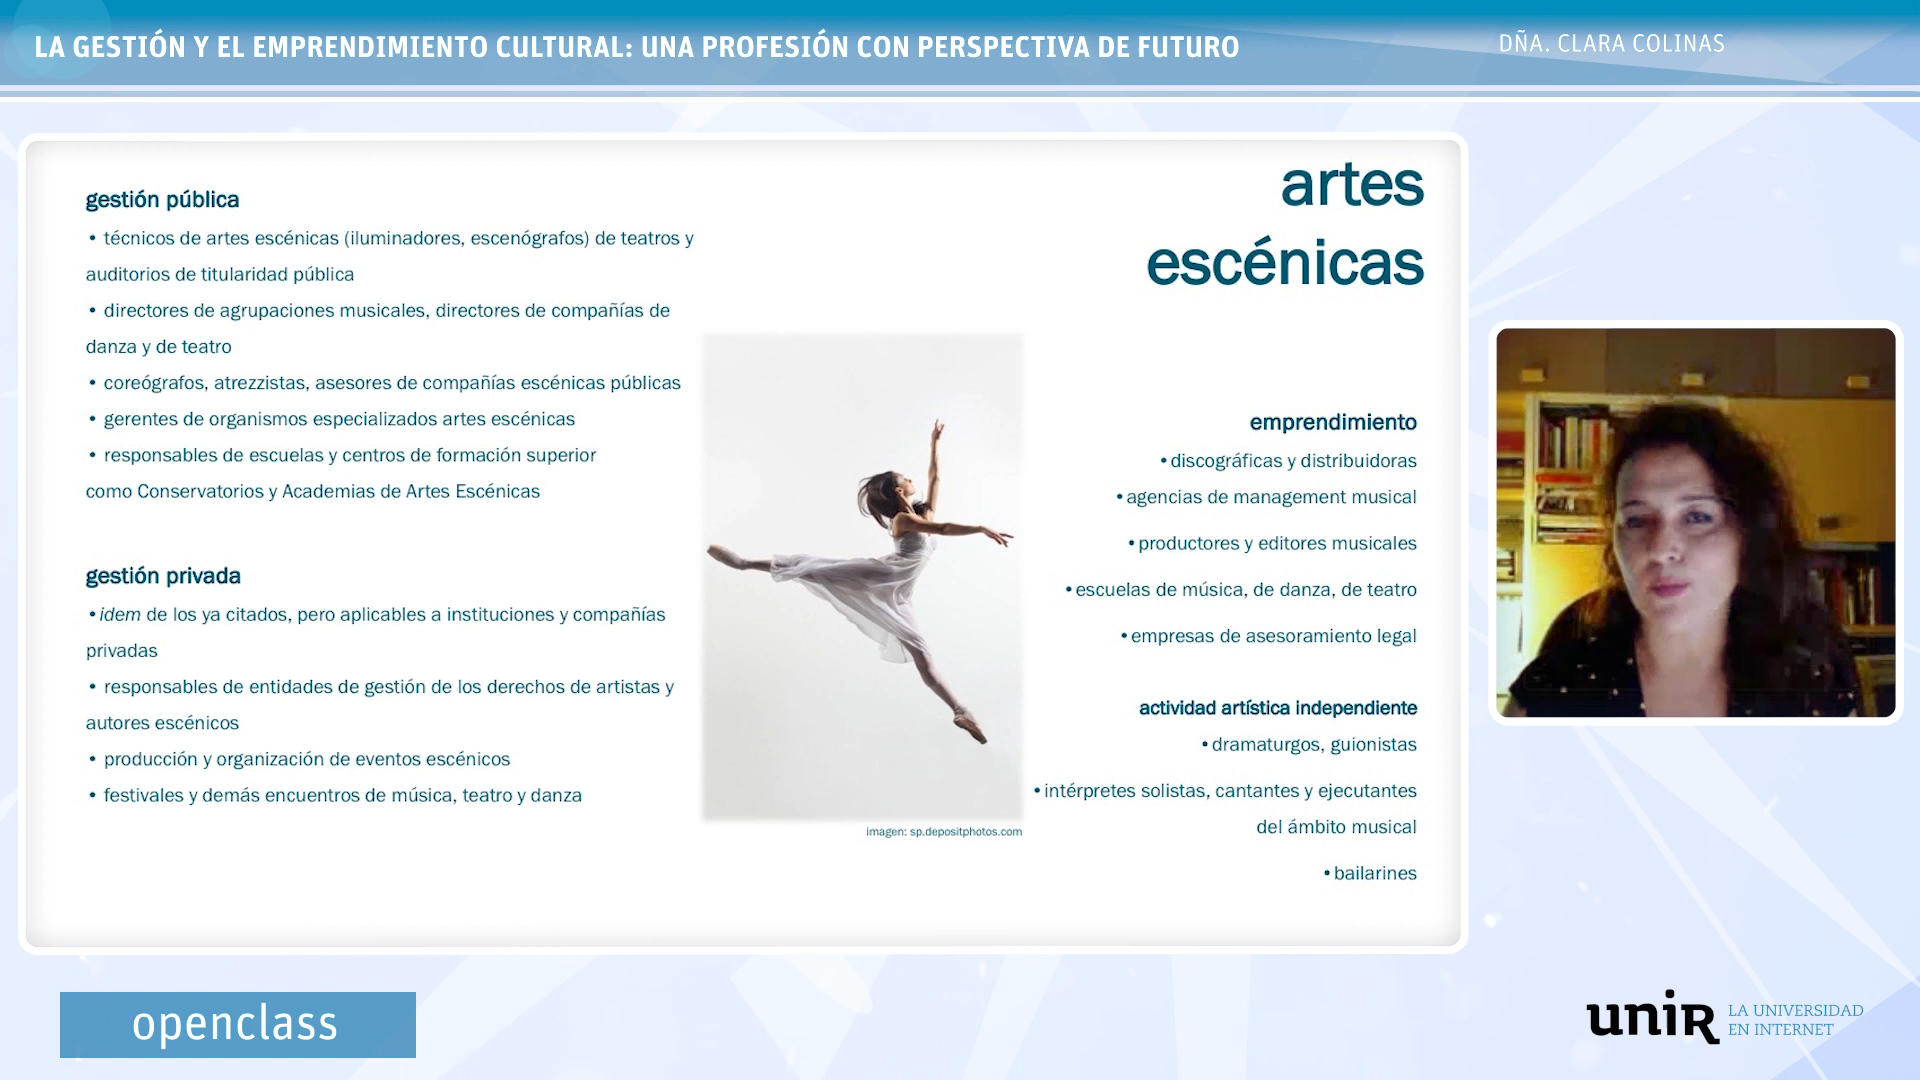 LA GESTIÓN Y EL EMPRENDIMIENTO CULTURAL: UNA PROFESIÓN CON PERSPECTIVA DE FUTURO
DÑA. CLARA COLINAS
artes
escénicas
gestión pública
• técnicos de artes escénicas (iluminadores, escenógrafos) de teatros y
auditorios de titularidad pública
• directores de agrupaciones musicales, directores de compañías de
danza y de teatro
• coreógrafos, atrezzistas, asesores de compañías escénicas públicas
• gerentes de organismos especializados artes escénicas
• responsables de escuelas y centros de formación superior
como Conservatorios y Academias de Artes Escénicas
gestión privada
•idem de los ya citados, pero aplicables a instituciones y compañías
privadas
• responsables de entidades de gestión de los derechos de artistas y
autores escénicos
• producción y organización de eventos escénicos
• festivales y demás encuentros de música, teatro y danza
imagen: sp.depositphotos.com
emprendimiento
•discográficas y distribuidoras
•agencias de management musical
•productores y editores musicales
•escuelas de música, de danza, de teatro
•empresas de asesoramiento legal
actividad artística independiente
•dramaturgos, guionistas
•intérpretes solistas, cantantes y ejecutantes
del ámbito musical
•bailarines
openclass
unir
LA UNIVERSIDAD
EN INTERNET